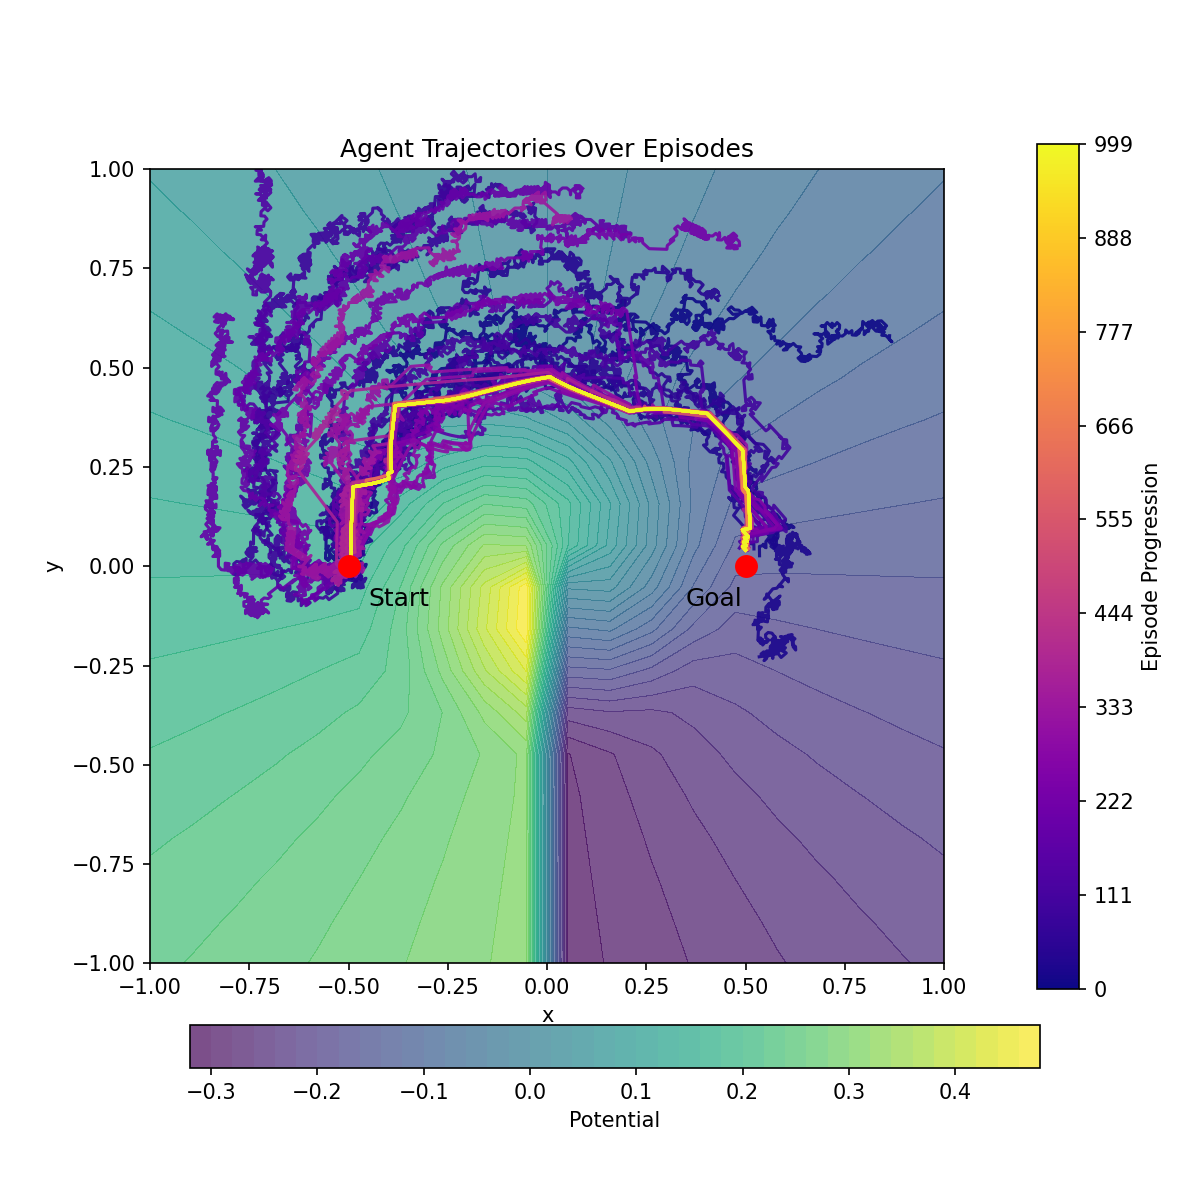 Agent Trajectories Over Episodes
1.00
0.75
0.50
0.25
0.00
−0.25
−0.50
−0.75
−1.00
y
Start
Goal
−1.00 −0.75 −0.50 −0.25 0.00 0.25 0.50 0.75 1.00
x
999
888
777
666
555
444
333
222
111
0
Episode Progression
−0.3 −0.2 −0.1 0.0 0.1 0.2 0.3 0.4
Potential